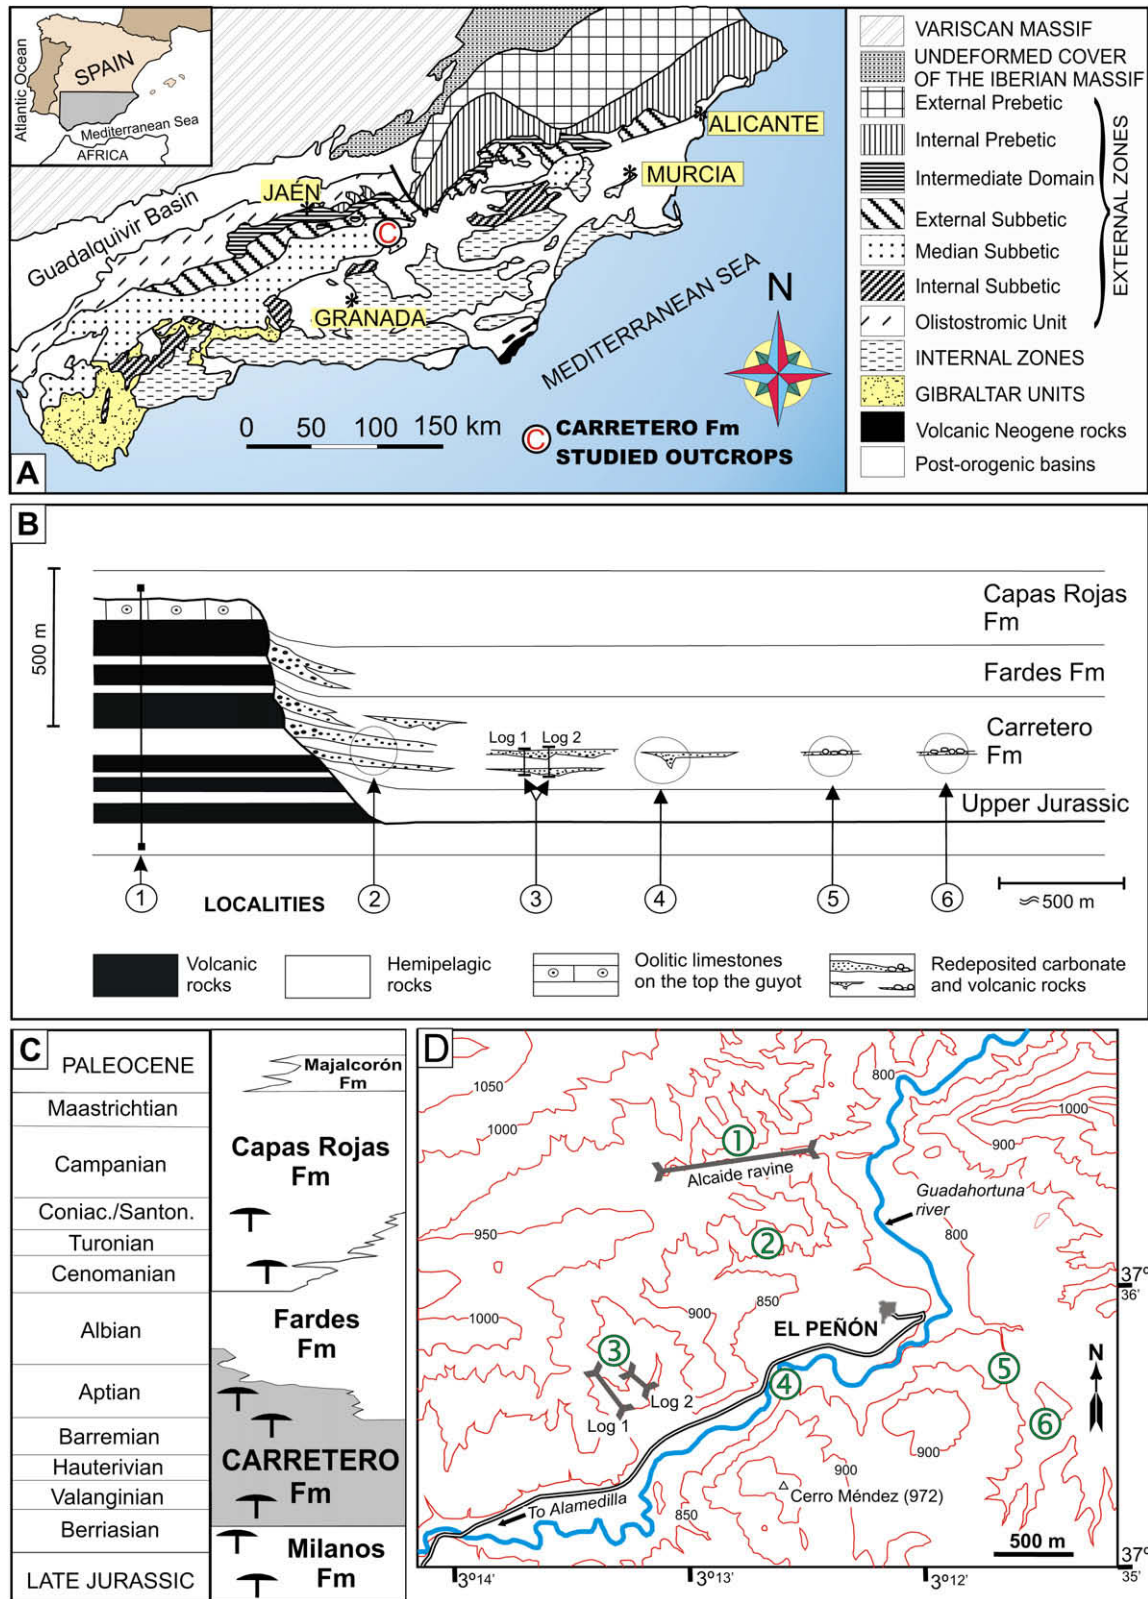 A
Atlantic Ocean
SPAIN
Mediterranean Sea
AFRICA
Guadalquivir Basin
JAÉN
ALICANTE
MURCIA
C
GRANADA
MEDITERRANEAN SEA
N
0 50 100 150 km
C CARRETERO Fm
STUDIED OUTCROPS
VARISCAN MASSIF
UNDEFORMED COVER
OF THE IBERIAN MASSIF
External Prebetic
Internal Prebetic
Intermediate Domain
External Subbetic
Median Subbetic
Internal Subbetic
Olistostromic Unit
EXTERNAL ZONES
INTERNAL ZONES
GIBRALTAR UNITS
Volcanic Neogene rocks
Post-orogenic basins
B
500 m
Capas Rojas
Fm
Fardes Fm
Carretero
Fm
Upper Jurassic
Log 1 Log 2
1 2 3 4 5 6
LOCALITIES
≈500 m
Volcanic
rocks
Hemipelagic
rocks
Oolitic limestones
on the top the guyot
Redeposited carbonate
and volcanic rocks
C
PALEOCENE
Maastrichtian
Campanian
Coniac./Santon.
Turonian
Cenomanian
Albian
Aptian
Barremian
Hauterivian
Valanginian
Berriasian
LATE JURASSIC
Majalcorón
Fm
Capas Rojas
Fm
Fardes
Fm
CARRETERO
Fm
Milanos
Fm
D
1050
1000
950
1000
900
850
800
1000
900
800
1
Alcaide ravine
Guadahortuna
river
2
EL PEÑÓN
3
Log 1
Log 2
4
5
6
900
900
850
Cerro Méndez (972)
To Alamedilla
N
500 m
37º
36'
37º
35'
3º14' 3º13' 3º12'